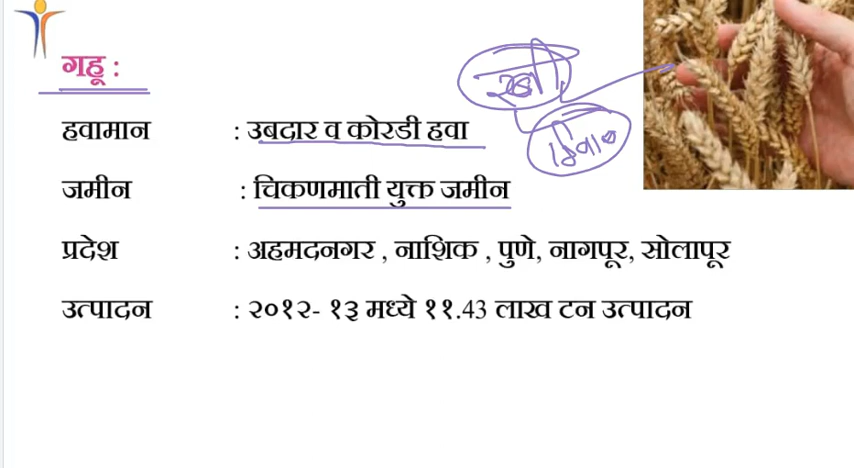 गहू :
रब्बी
हवामान : उबदार व कोरडी हवा
हिवाळा
जमीन : चिकणमाती युक्त जमीन
प्रदेश : अहमदनगर , नाशिक , पुणे, नागपूर, सोलापूर
उत्पादन : २०१२- १३ मध्ये ११.43 लाख टन उत्पादन